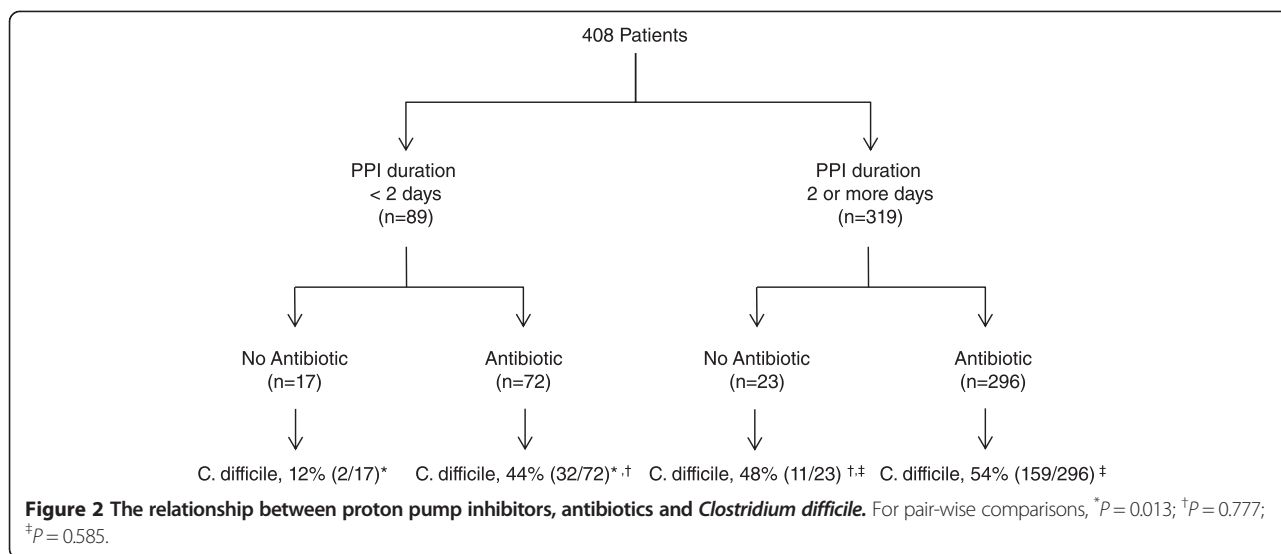 408 Patients
PPI duration
< 2 days
(n=89)
PPI duration
2 or more days
(n=319)
No Antibiotic
(n=17)
Antibiotic
(n=72)
No Antibiotic
(n=23)
Antibiotic
(n=296)
C. difficile, 12% (2/17)*
C. difficile, 44% (32/72)*,†
C. difficile, 48% (11/23) †,‡
C. difficile, 54% (159/296) ‡
Figure 2 The relationship between proton pump inhibitors, antibiotics and Clostridium difficile. For pair-wise comparisons, *P = 0.013; †P = 0.777;
‡P = 0.585.